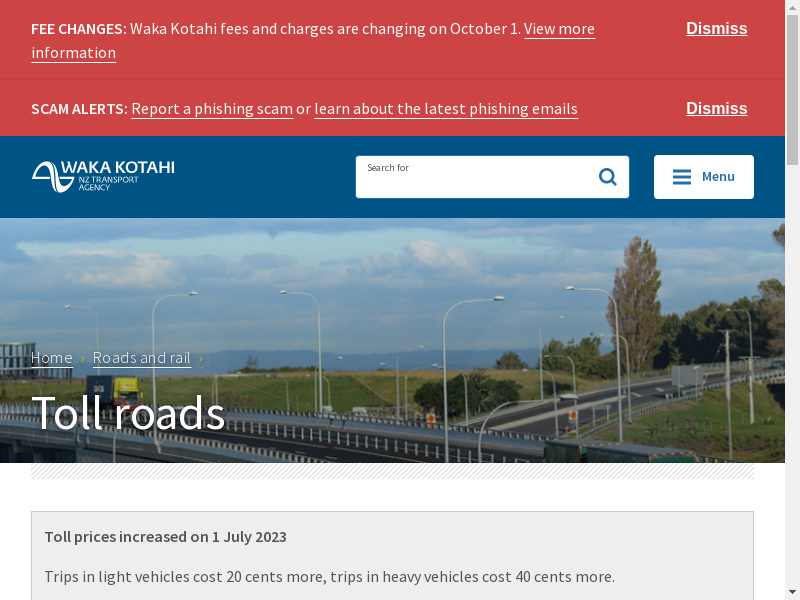 FEE CHANGES: Waka Kotahi fees and charges are changing on October 1. View more
information
Dismiss
SCAM ALERTS: Report a phishing scam or learn about the latest phishing emails
Dismiss
WAKA KOTAHI
NZ TRANSPORT
AGENCY
Search for
Menu
Home › Roads and rail ›
Toll roads
Toll prices increased on 1 July 2023
Trips in light vehicles cost 20 cents more, trips in heavy vehicles cost 40 cents more.